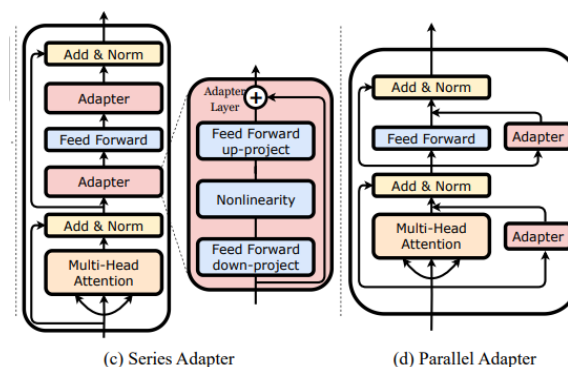 Add & Norm
Adapter
Feed Forward
Adapter
Add & Norm
Multi-Head
Attention
Adapter
Layer
+
Feed Forward
up-project
Nonlinearity
Feed Forward
down-project
(c) Series Adapter
Add & Norm
Feed Forward
Adapter
Add & Norm
Multi-Head
Attention
Adapter
(d) Parallel Adapter